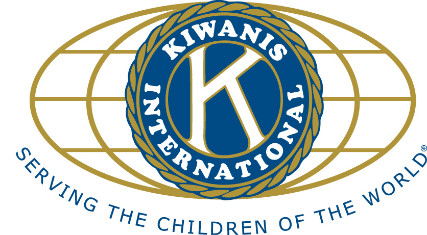 KIWANIS
K
INTERNATIONAL
SERVING THE CHILDREN OF THE WORLD®